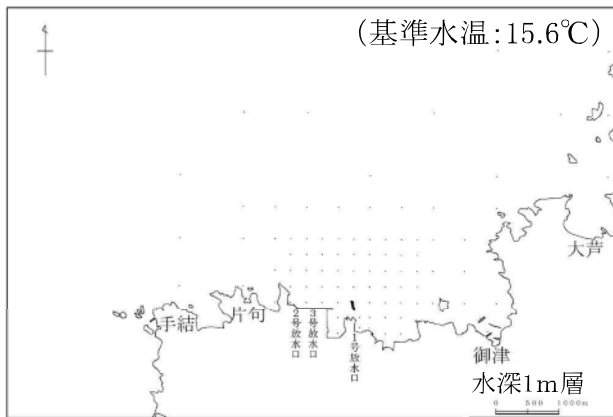 (基準水温:15.6℃)
大芦
手結
片句
2号放水口
3号放水口
1号放水口
御津
水深1m層
0 500 1000m